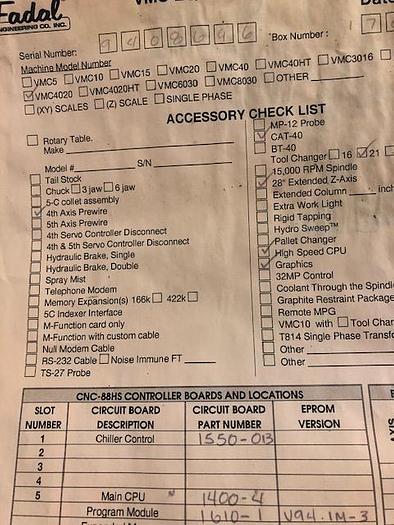 Fadal
ENGINEERING CO. INC.
Serial Number: 9408646 Box Number: 7
Machine Model Number
VMC5 VMC10 VMC15 VMC20 VMC40 VMC40HT VMC3016
VMC4020 VMC4020HT VMC6030 VMC8030 OTHER
(XY) SCALES (Z) SCALE SINGLE PHASE
ACCESSORY CHECK LIST
Rotary Table.
Make
Model # S/N
Tail Stock
Chuck 3 jaw 6 jaw
5-C collet assembly
4th Axis Prewire
5th Axis Prewire
4th Servo Controller Disconnect
4th & 5th Servo Controller Disconnect
Hydraulic Brake, Single
Hydraulic Brake, Double
Spray Mist
Telephone Modem
Memory Expansion(s) 166k 422k
5C Indexer Interface
M-Function card only
M-Function with custom cable
Null Modem Cable
RS-232 Cable Noise Immune FT
TS-27 Probe
MP-12 Probe
CAT-40
BT-40
Tool Changer 16 21
15,000 RPM Spindle
28" Extended Z-Axis
Extended Column inch
Extra Work Light
Rigid Tapping
Hydro Sweep™
Pallet Changer
High Speed CPU
Graphics
32MP Control
Coolant Through the Spindle
Graphite Restraint Package
Remote MPG
VMC10 with Tool Char
T814 Single Phase Transfo
Other
Other
CNC-88HS CONTROLLER BOARDS AND LOCATIONS
SLOT NUMBER CIRCUIT BOARD DESCRIPTION CIRCUIT BOARD PART NUMBER EPROM VERSION
1 Chiller Control 1550-013
2
3
4
5 Main CPU 1400-4
Program Module 1610-1 V94.1M-3